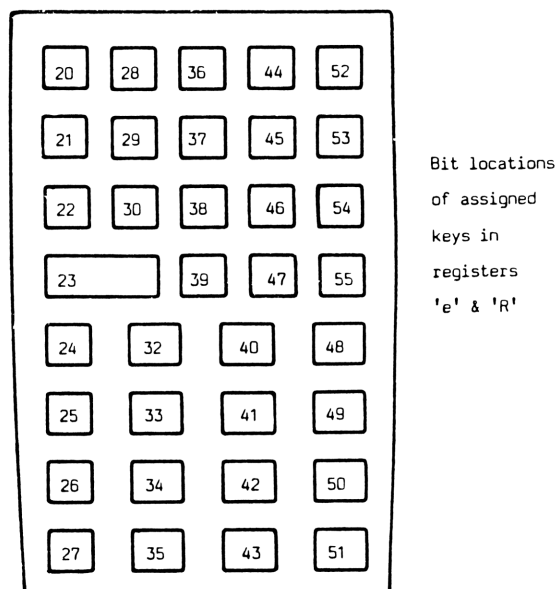 20 28 36 44 52
21 29 37 45 53
22 30 38 46 54
23 39 47 55
24 32 40 48
25 33 41 49
26 34 42 50
27 35 43 51
Bit locations
of assigned
keys in
registers
'e' & 'R'